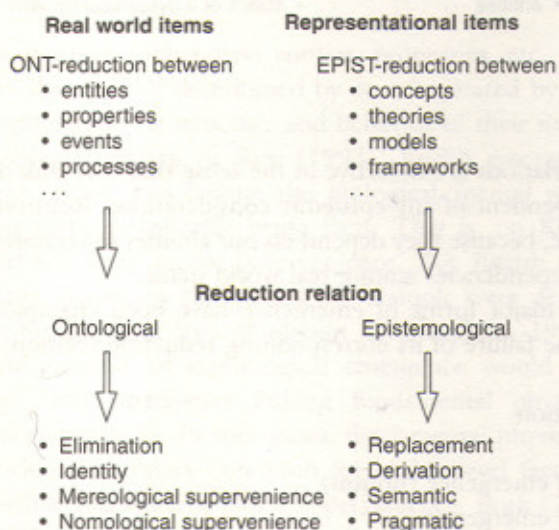 Real world items
ONT-reduction between
• entities
• properties
• events
• processes
...
Representational items
EPIST-reduction between
• concepts
• theories
• models
• frameworks
...
Reduction relation
Ontological
• Elimination
• Identity
• Mereological supervenience
• Nomological supervenience
Epistemological
• Replacement
• Derivation
• Semantic
• Pragmatic